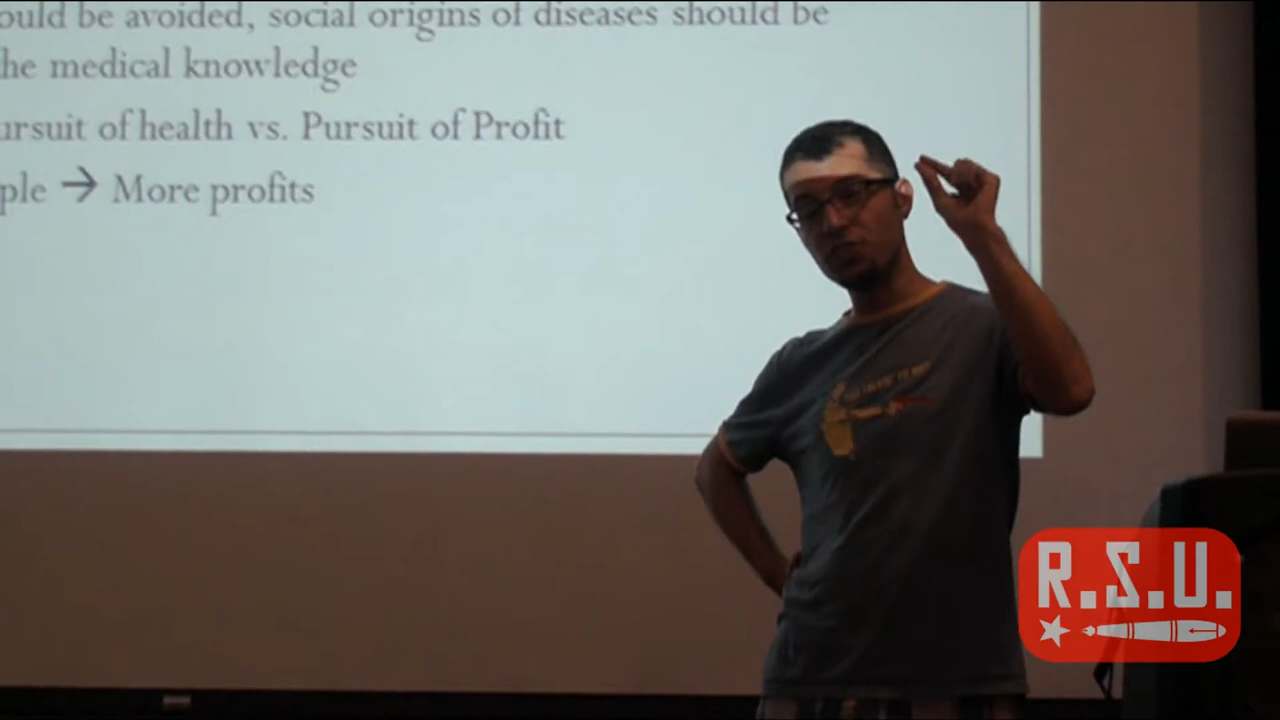 ould be avoided, social origins of diseases should be
he medical knowledge
ursuit of health vs. Pursuit of Profit
ple → More profits
R.S.U.